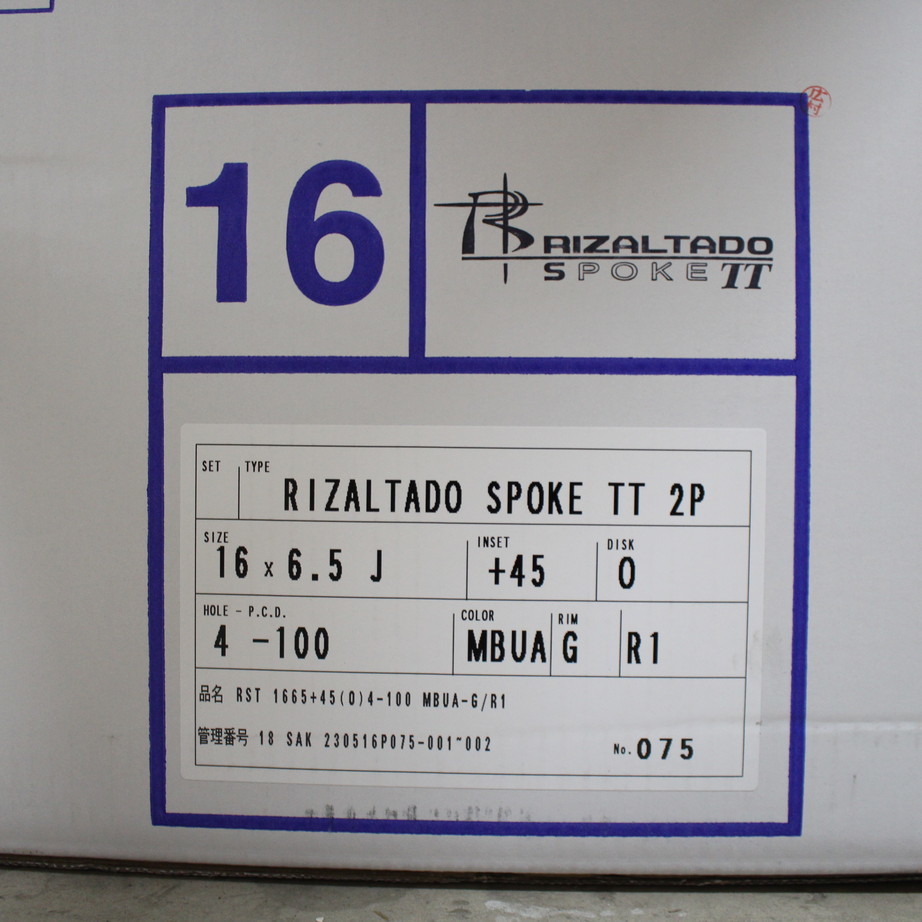 16
RIZALTADO
SPOKE TT
SET TYPE
RIZALTADO SPOKE TT 2P
SIZE INSET DISK
16 x 6.5 J +45 0
HOLE - P.C.D. COLOR RIM
4 -100 MBUA G R1
品名 RST 1665+45(0)4-100 MBUA-G/R1
管理番号 18 SAK 230516P075-001~002
No. 075